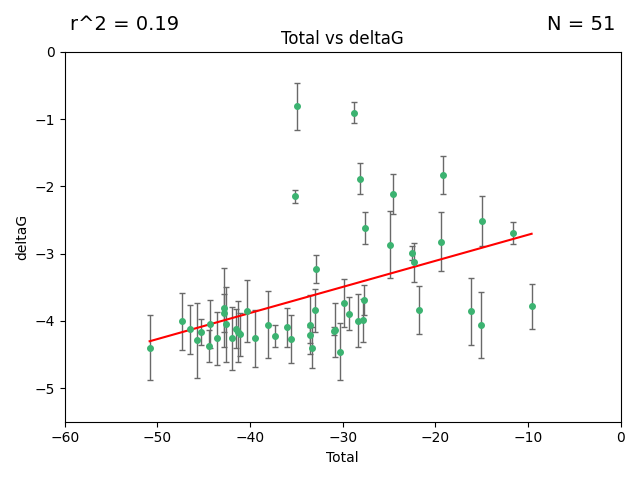 r^2 = 0.19
N = 51
Total vs deltaG
0
−1
−2
−3
−4
−5
deltaG
−60
−50
−40
−30
−20
−10
0
Total